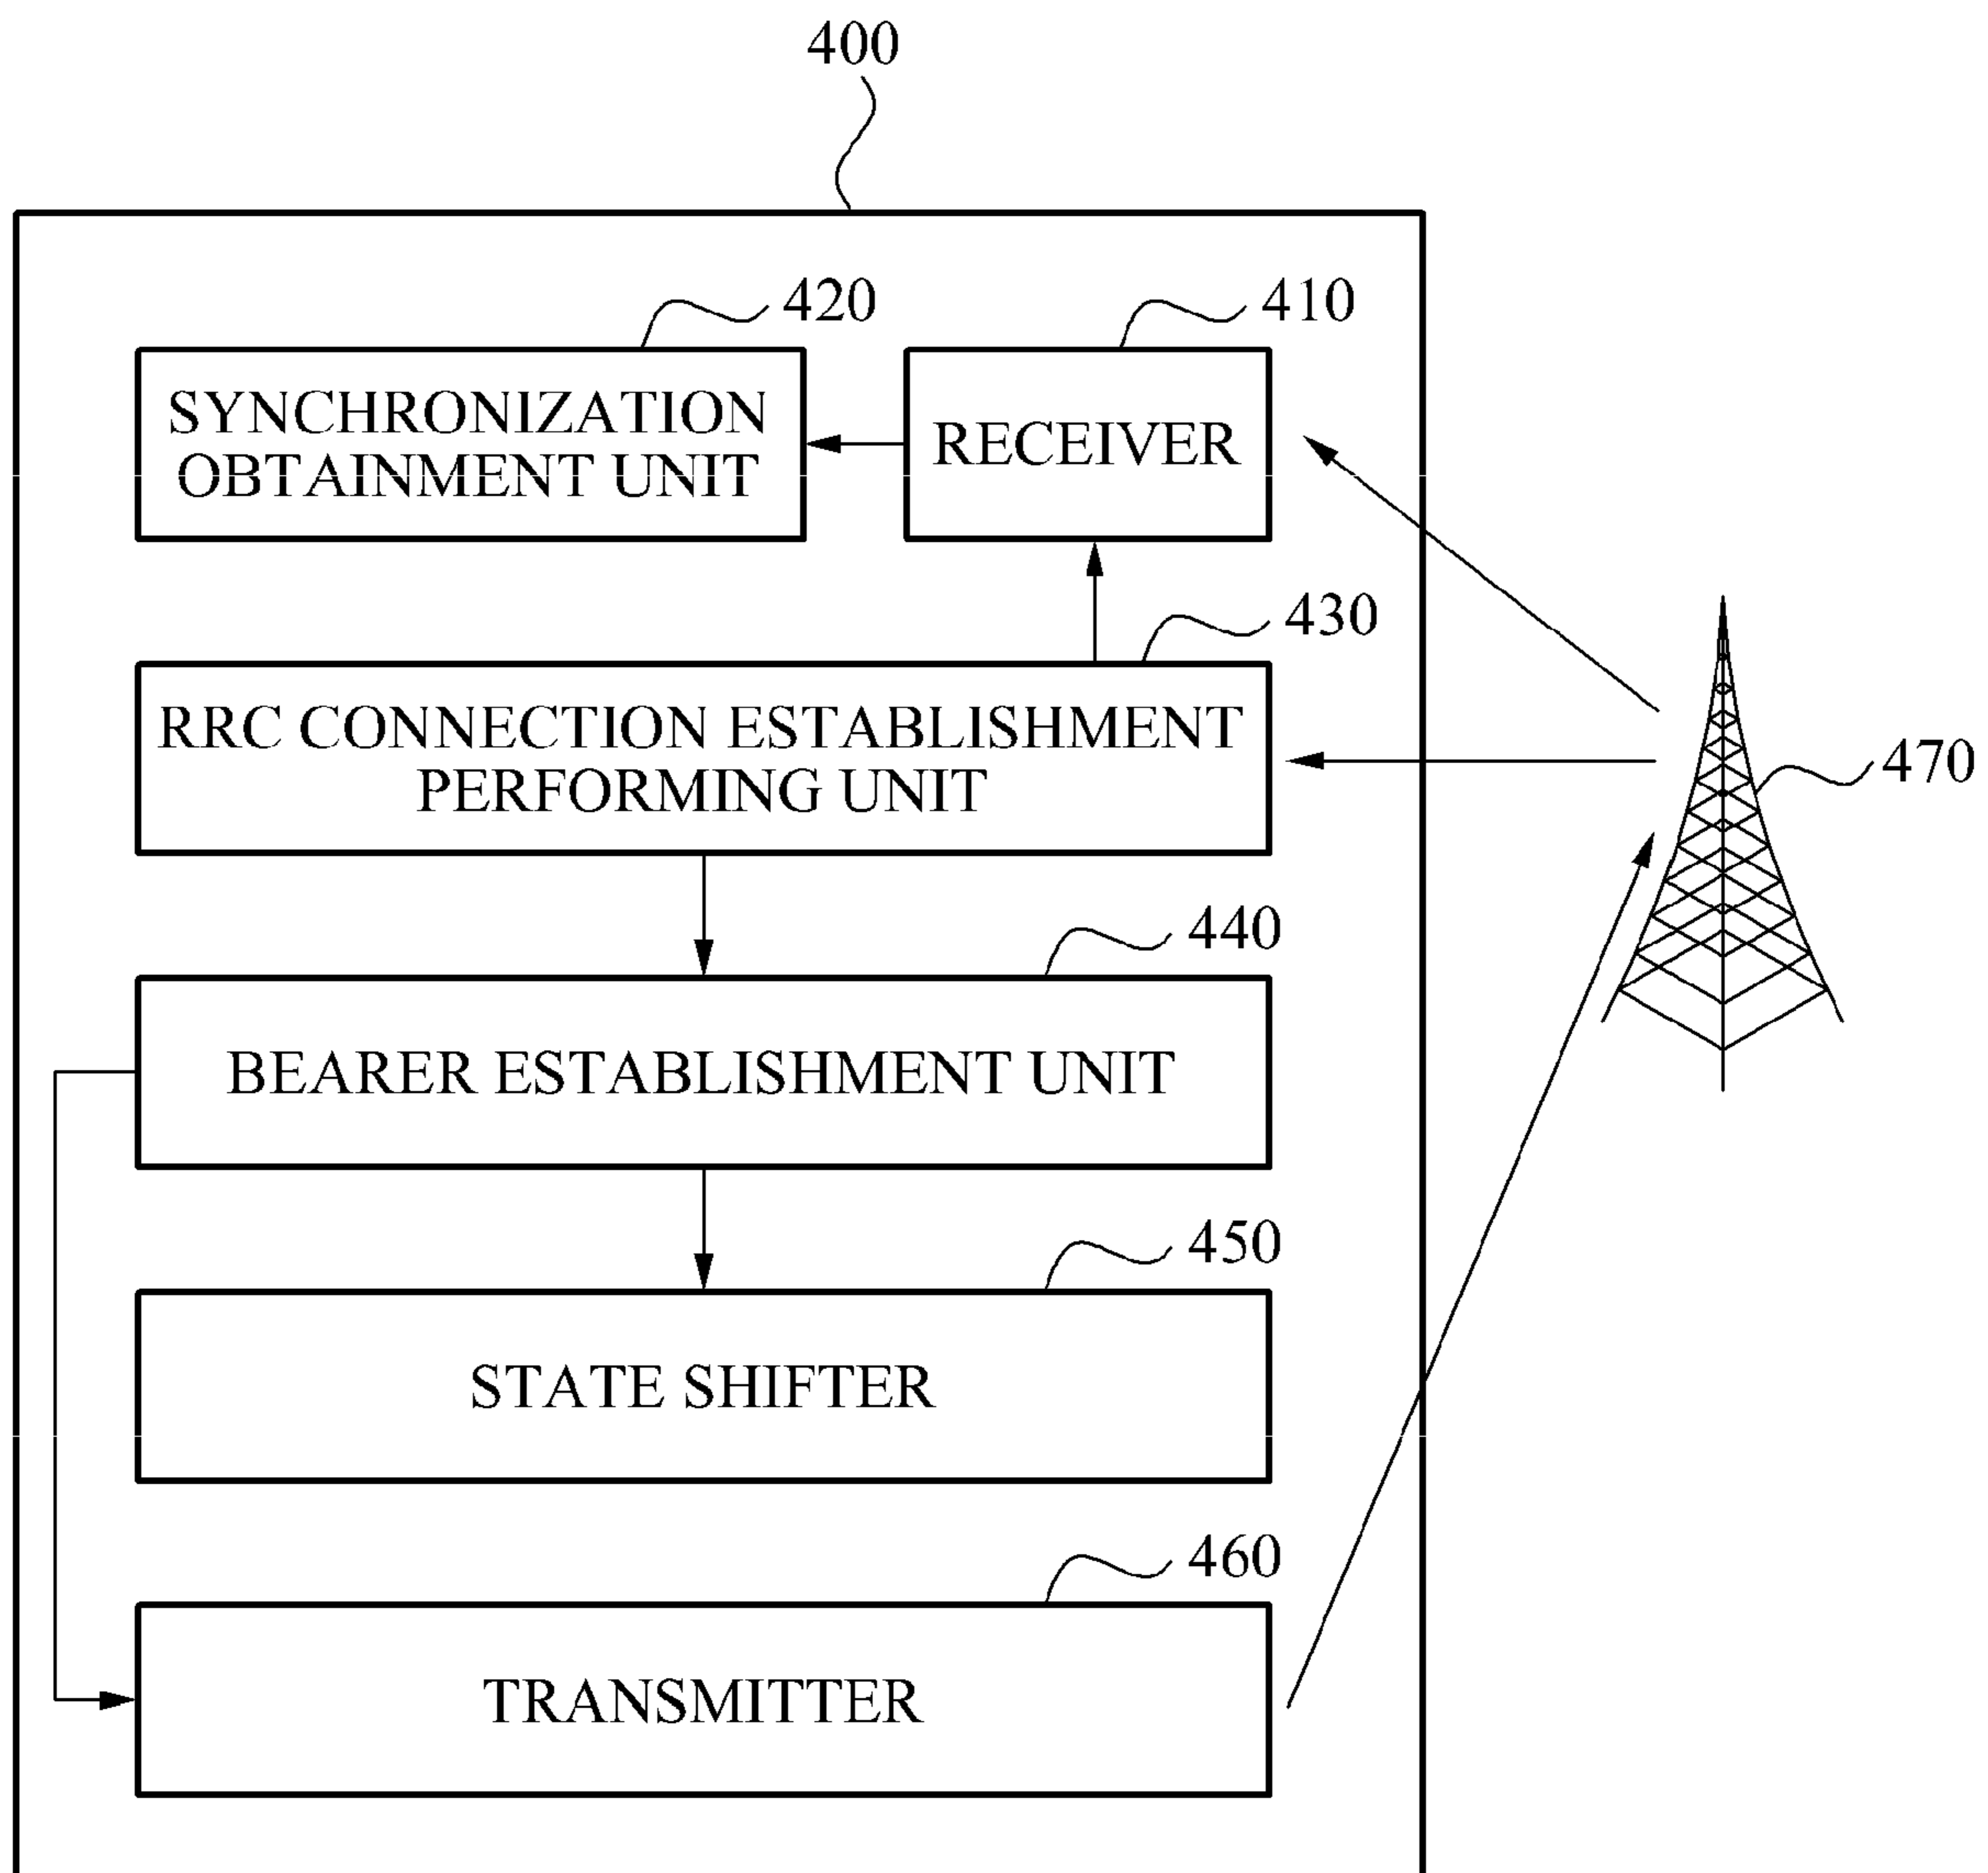 400
420
410
SYNCHRONIZATION
OBTAINMENT UNIT
RECEIVER
430
RRC CONNECTION ESTABLISHMENT
PERFORMING UNIT
470
440
BEARER ESTABLISHMENT UNIT
450
STATE SHIFTER
460
TRANSMITTER